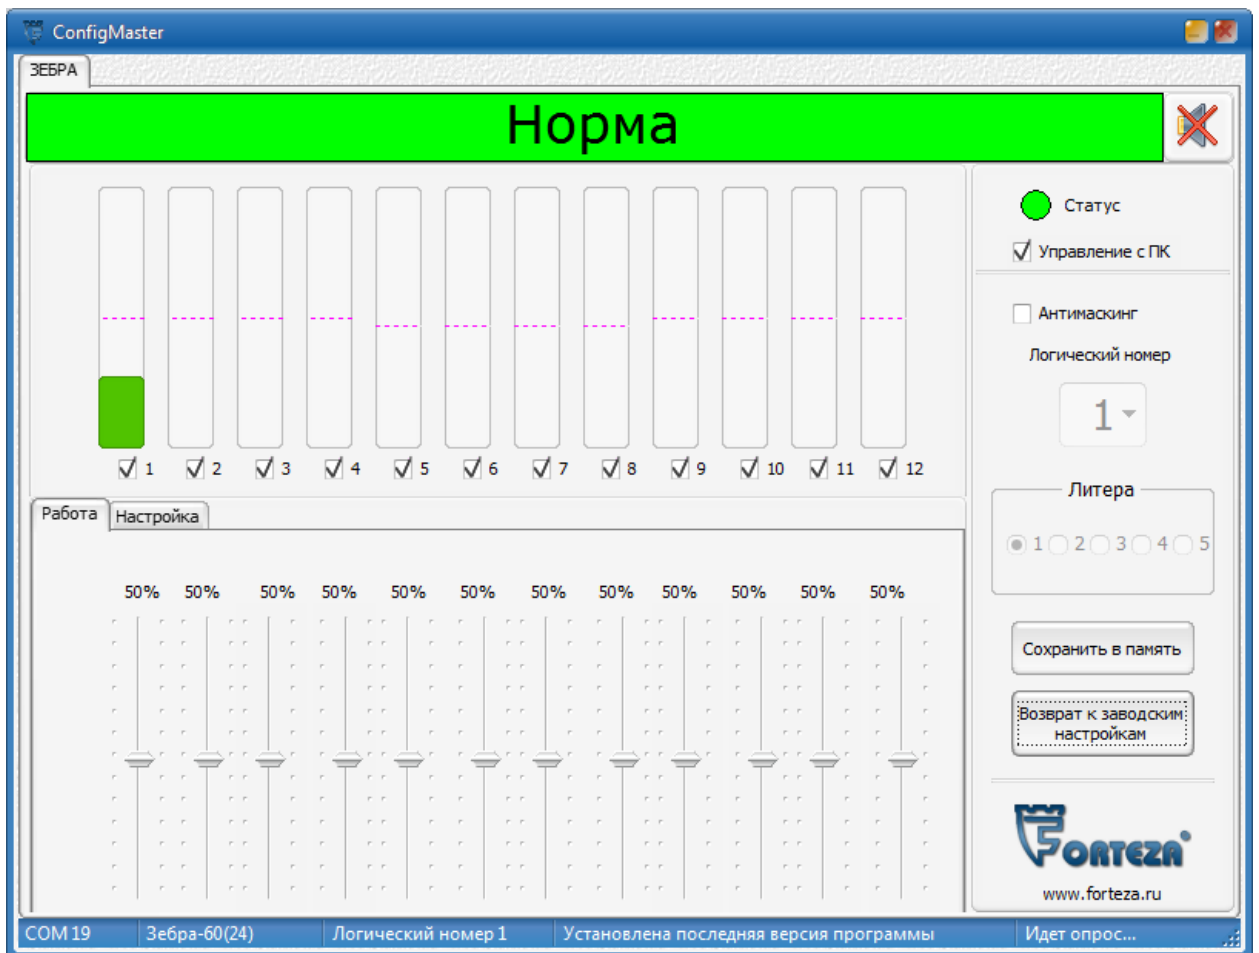 ConfigMaster
ЗЕБРА
Норма
Статус
Управление с ПК
Антимаскинг
Логический номер
1
1 2 3 4 5 6 7 8 9 10 11 12
Литера
1 2 3 4 5
Работа Настройка
50% 50% 50% 50% 50% 50% 50% 50% 50% 50% 50% 50%
Сохранить в память
Возврат к заводским
настройкам
FORTEZA
www.forteza.ru
COM 19 Зебра-60(24) Логический номер 1 Установлена последняя версия программы Идет опрос...